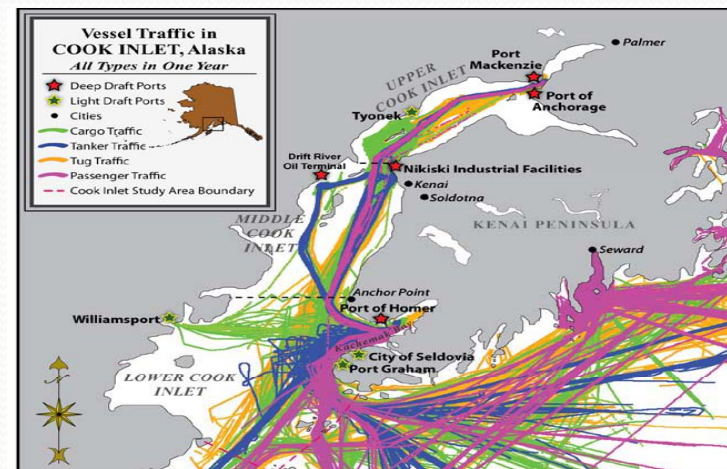 Vessel Traffic in
COOK INLET, Alaska
All Types in One Year
Deep Draft Ports
Light Draft Ports
Cities
Cargo Traffic
Tanker Traffic
Tug Traffic
Passenger Traffic
Cook Inlet Study Area Boundary
Palmer
Port
Mackenzie
UPPER
COOK INLET
Port of
Anchorage
Tyonek
Drift River
Oil Terminal
Nikiski Industrial Facilities
Kenai
Soldotna
MIDDLE
COOK
INLET
KENAI PENINSULA
Seward
Anchor Point
Port of Homer
Williamsport
Kachemak Bay
City of Seldovia
Port Graham
LOWER COOK
INLET